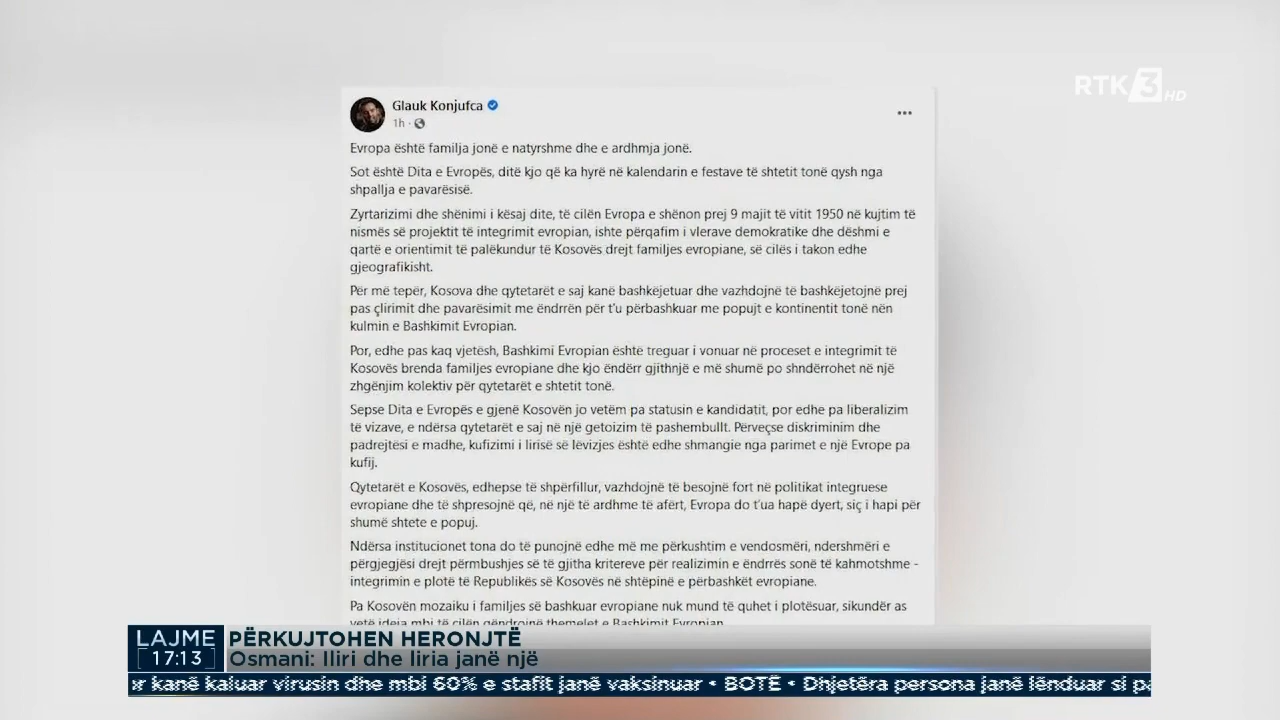 RTK 3 HD
Glauk Konjufca
1h ·
Evropa është familja jonë e natyrshme dhe e ardhmja jonë.
Sot është Dita e Evropës, ditë kjo që ka hyrë në kalendarin e festave të shtetit tonë qysh nga
shpallja e pavarësisë.
Zyrtarizimi dhe shënimi i kësaj dite, të cilën Evropa e shënon prej 9 majit të vitit 1950 në kujtim të
nismës së projektit të integrimit evropian, ishte përqafim i vlerave demokratike dhe dëshmi e
qartë e orientimit të palëkundur të Kosovës drejt familjes evropiane, së cilës i takon edhe
gjeografikisht.
Për më tepër, Kosova dhe qytetarët e saj kanë bashkëjetuar dhe vazhdojnë të bashkëjetojnë prej
pas çlirimit dhe pavarësimit me ëndrrën për t'u përbashkuar me popujt e kontinentit tonë nën
kulmin e Bashkimit Evropian.
Por, edhe pas kaq vjetësh, Bashkimi Evropian është treguar i vonuar në proceset e integrimit të
Kosovës brenda familjes evropiane dhe kjo ëndërr gjithnjë e më shumë po shndërrohet në një
zhgënjim kolektiv për qytetarët e shtetit tonë.
Sepse Dita e Evropës e gjenë Kosovën jo vetëm pa statusin e kandidatit, por edhe pa liberalizim
të vizave, e ndërsa qytetarët e saj në një getoizim të pashembullt. Përveçse diskriminim dhe
padrejtësi e madhe, kufizimi i lirisë së lëvizjes është edhe shmangie nga parimet e një Evrope pa
kufij.
Qytetarët e Kosovës, edhepse të shpërfillur, vazhdojnë të besojnë fort në politikat integruese
evropiane dhe të shpresojnë që, në një të ardhme të afërt, Evropa do t'ua hapë dyert, siç i hapi për
shumë shtete e popuj.
Ndërsa institucionet tona do të punojnë edhe më me përkushtim e vendosmëri, ndershmëri e
përgjegjësi drejt përmbushjes së të gjitha kritereve për realizimin e ëndrrës sonë të kahmotshme -
integrimin e plotë të Republikës së Kosovës në shtëpinë e përbashkët evropiane.
Pa Kosovën mozaiku i familjes së bashkuar evropiane nuk mund të quhet i plotësuar, sikundër as
vetë ideja mbi të cilën qëndrojnë themelet e Bashkimit Evropian.
LAJME
17:13
PËRKUJTOHEN HERONJTË
Osmani: Iliri dhe liria janë një
kanë kaluar virusin dhe mbi 60% e stafit janë vaksinuar • BOTË • Dhjetëra persona janë lënduar si